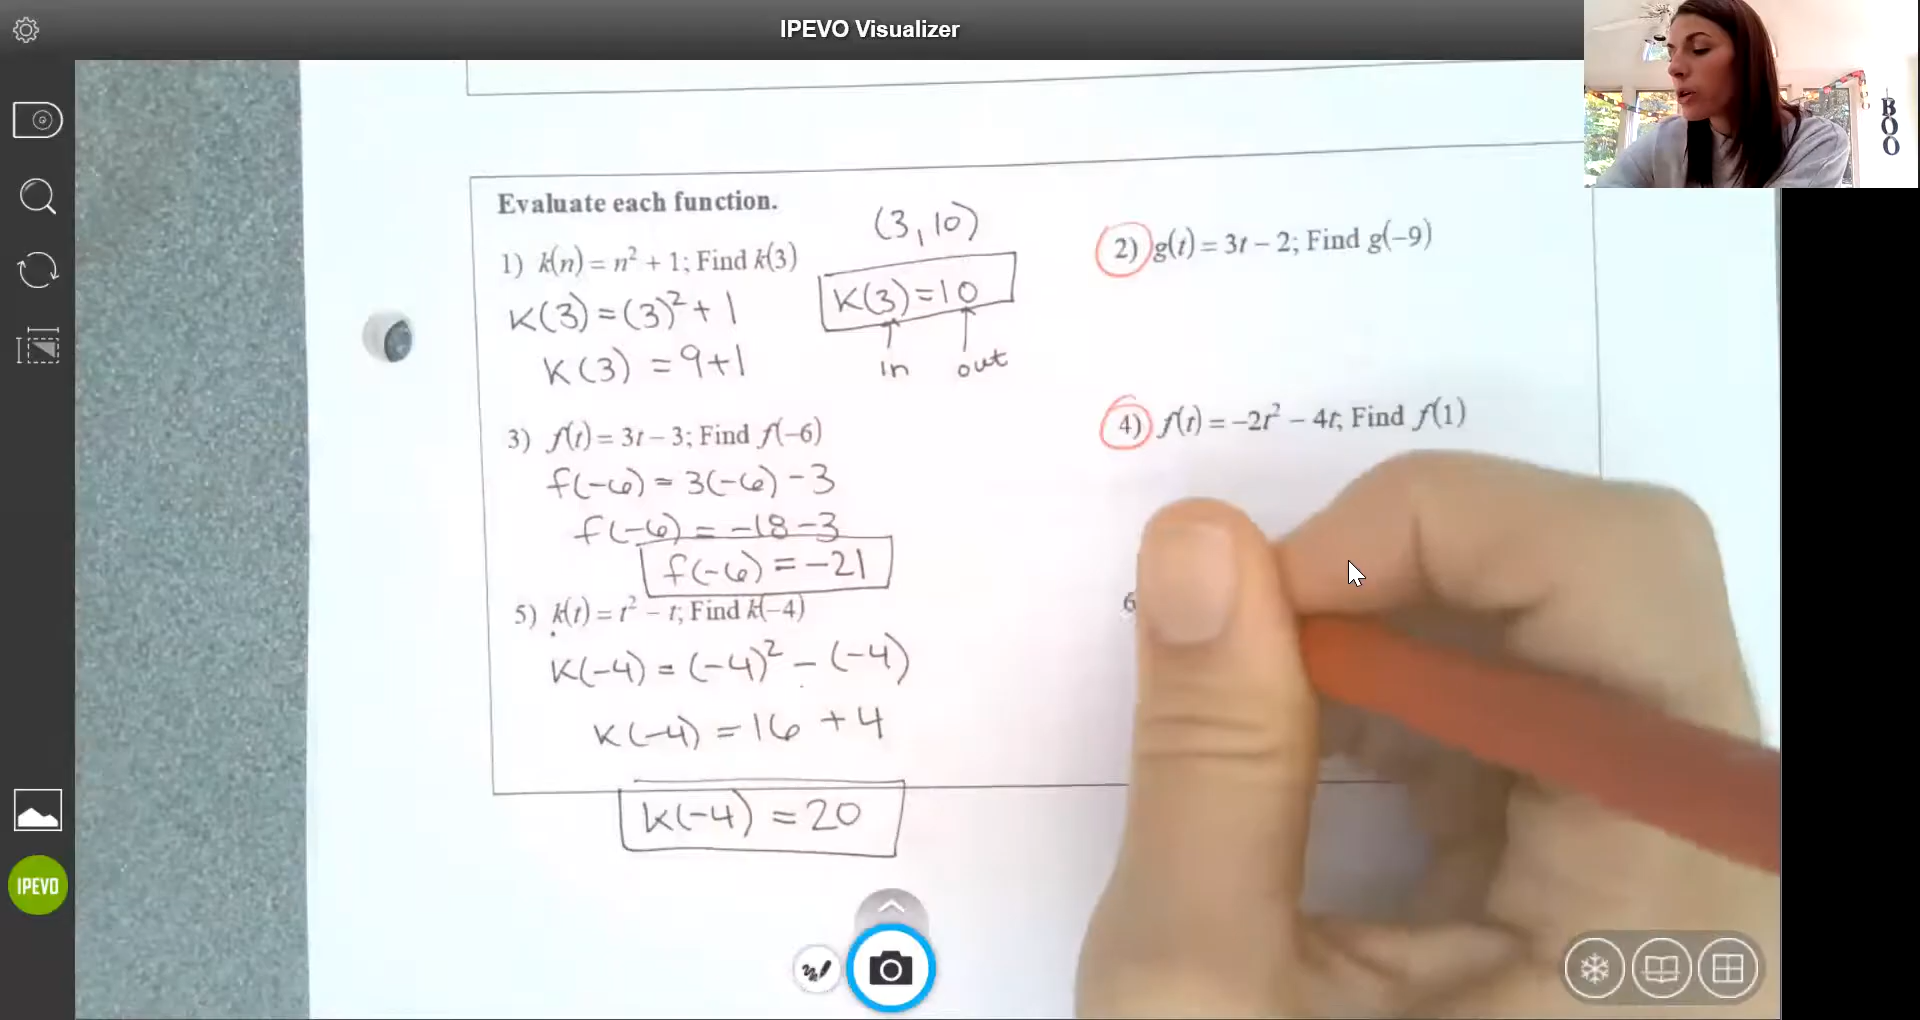 IPEVO Visualizer
BOO
Evaluate each function.
(3, 10)
1) k(n) = n² + 1; Find k(3)
K(3) = (3)² + 1
K(3) = 9+1
K(3) = 10
in out
2) g(t) = 3t − 2; Find g(−9)
3) f(t) = 3t − 3; Find f(−6)
f(−6) = 3(−6) − 3
f(−6) = −18 − 3
f(−6) = −21
4) f(t) = −2t² − 4t; Find f(1)
5) k(t) = t² − t; Find k(−4)
K(−4) = (−4)² − (−4)
K(−4) = 16 + 4
K(−4) = 20
6
IPEVO